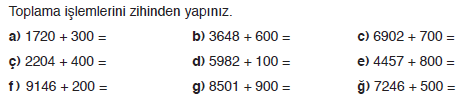 Toplama işlemlerini zihinden yapınız.
a) 1720 + 300 = b) 3648 + 600 = c) 6902 + 700 =
ç) 2204 + 400 = d) 5982 + 100 = e) 4457 + 800 =
f) 9146 + 200 = g) 8501 + 900 = ğ) 7246 + 500 =